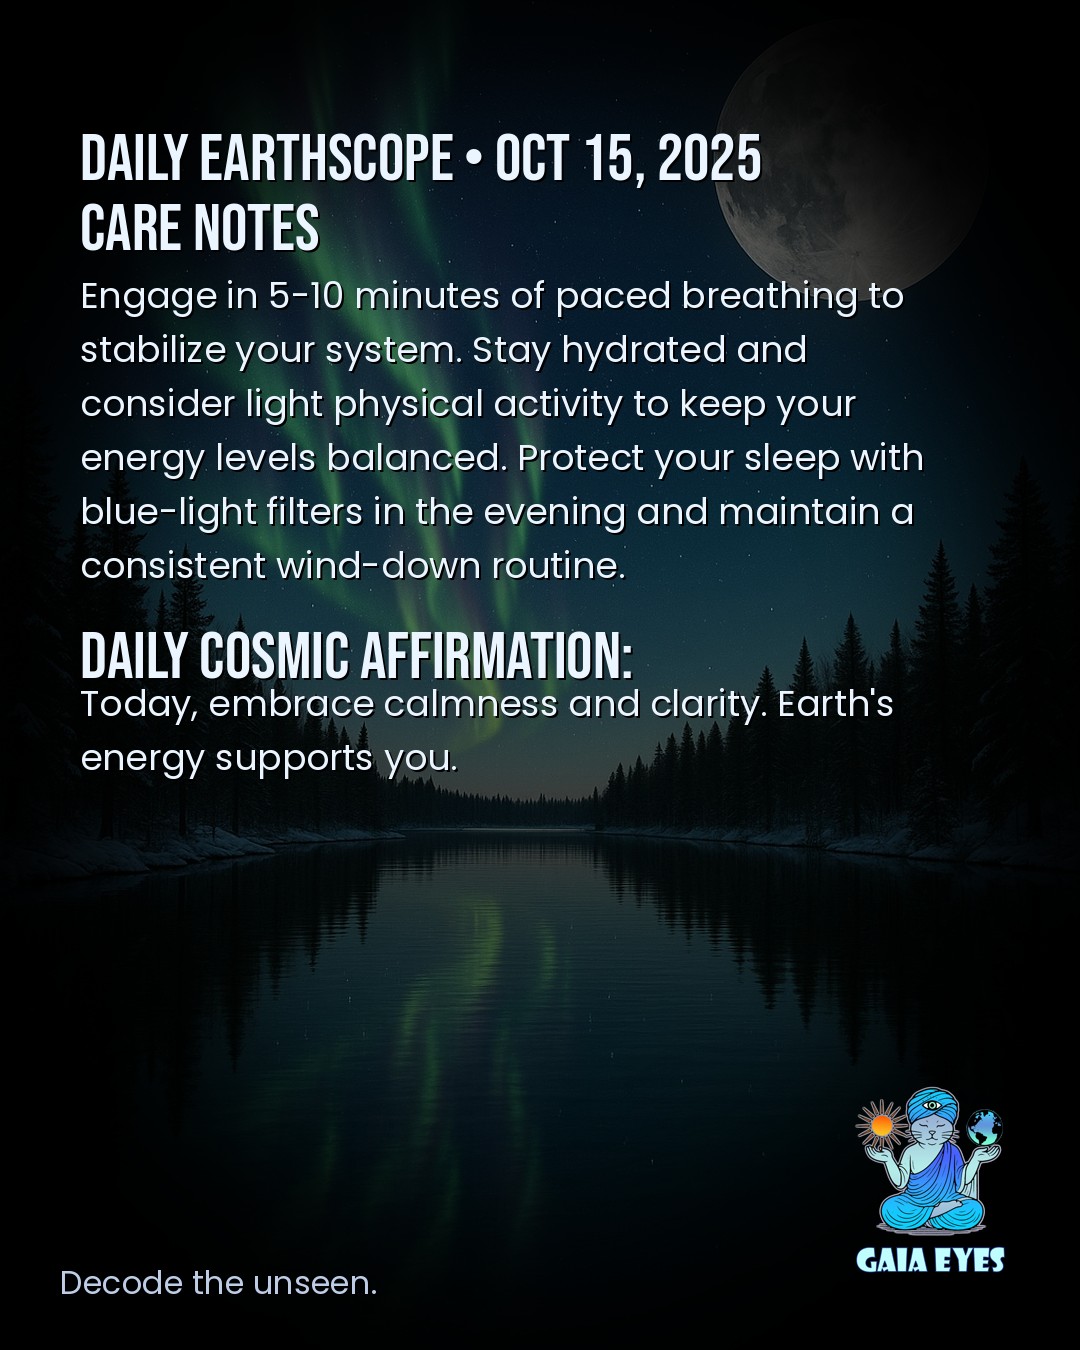 DAILY EARTHSCOPE • OCT 15, 2025
CARE NOTES
Engage in 5-10 minutes of paced breathing to
stabilize your system. Stay hydrated and
consider light physical activity to keep your
energy levels balanced. Protect your sleep with
blue-light filters in the evening and maintain a
consistent wind-down routine.
DAILY COSMIC AFFIRMATION:
Today, embrace calmness and clarity. Earth's
energy supports you.
GAIA EYES
Decode the unseen.